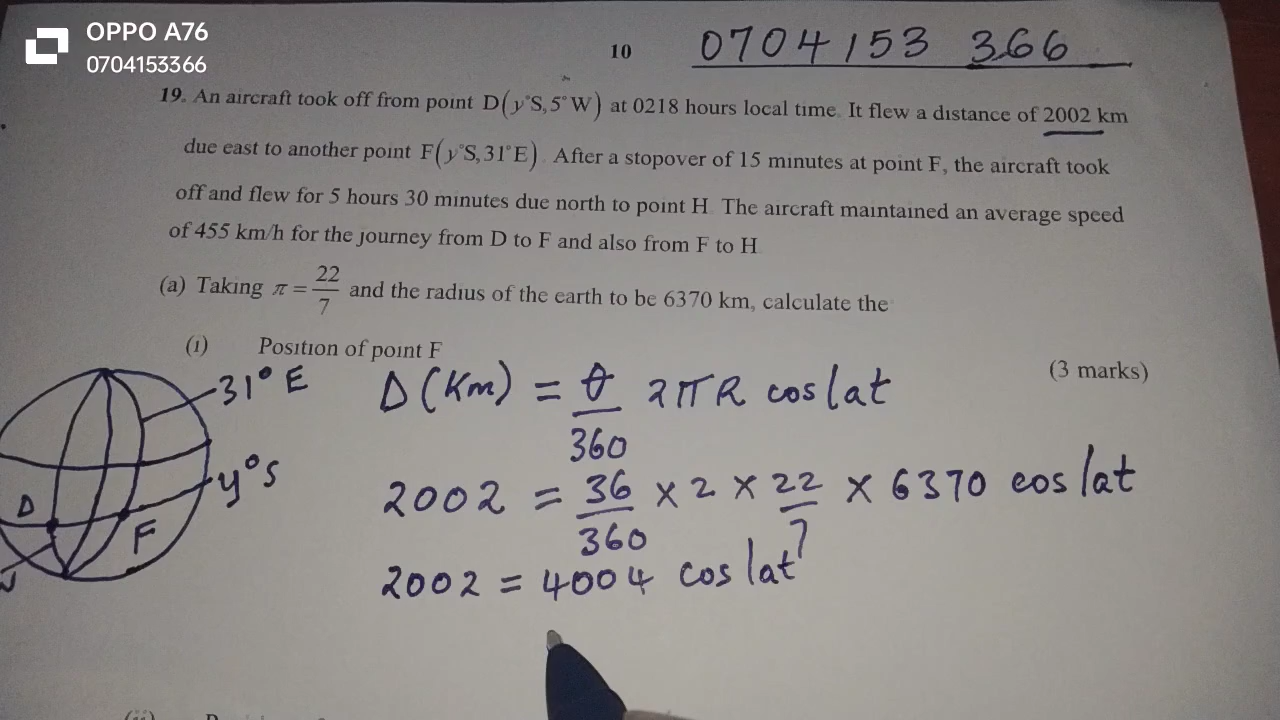 OPPO A76
0704153366
10
0704153 366
19. An aircraft took off from point D(y°S, 5°W) at 0218 hours local time. It flew a distance of 2002 km
due east to another point F(y°S, 31°E). After a stopover of 15 minutes at point F, the aircraft took
off and flew for 5 hours 30 minutes due north to point H. The aircraft maintained an average speed
of 455 km/h for the journey from D to F and also from F to H
(a) Taking π = 22/7 and the radius of the earth to be 6370 km, calculate the
(i) Position of point F
(3 marks)
31°E
y°S
D
F
D(Km) = θ/360 2πR cos lat
2002 = 36/360 × 2 × 22/7 × 6370 cos lat
2002 = 4004 cos lat